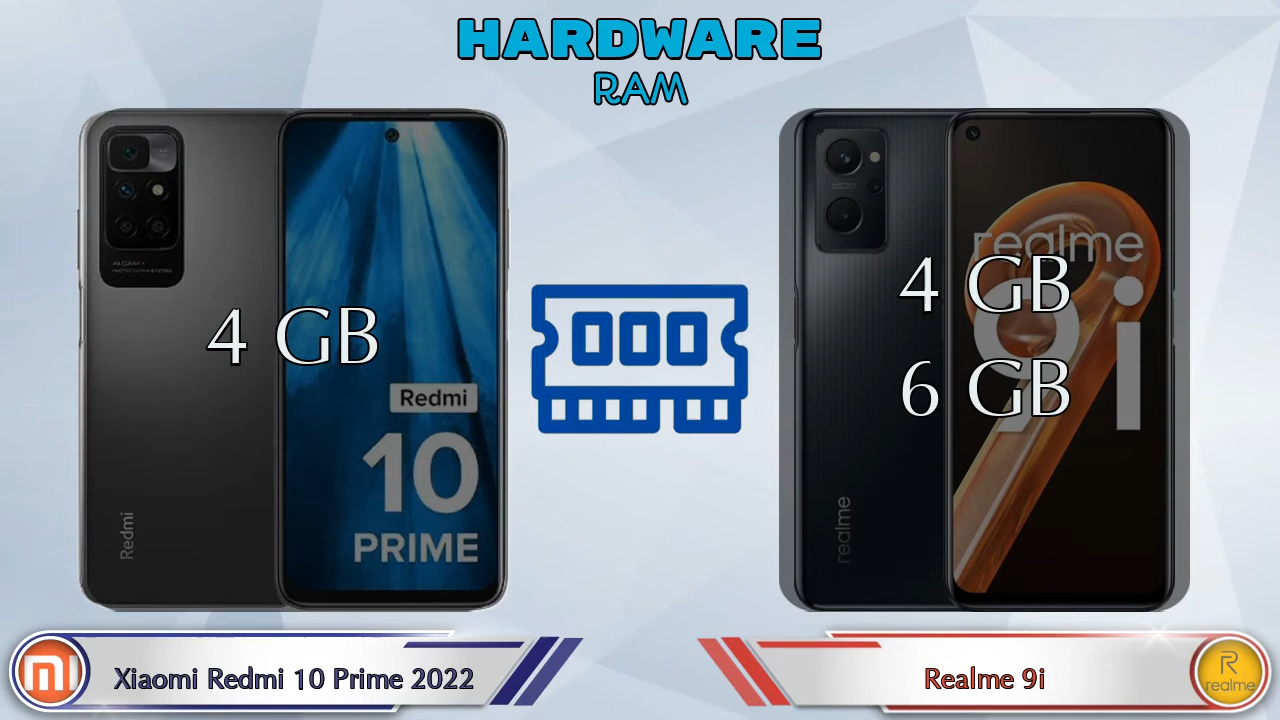 HARDWARE
RAM
4 GB
Redmi
10
PRIME
Redmi
realme
9i
4 GB
6 GB
realme
Xiaomi Redmi 10 Prime 2022
Realme 9i
R
realme